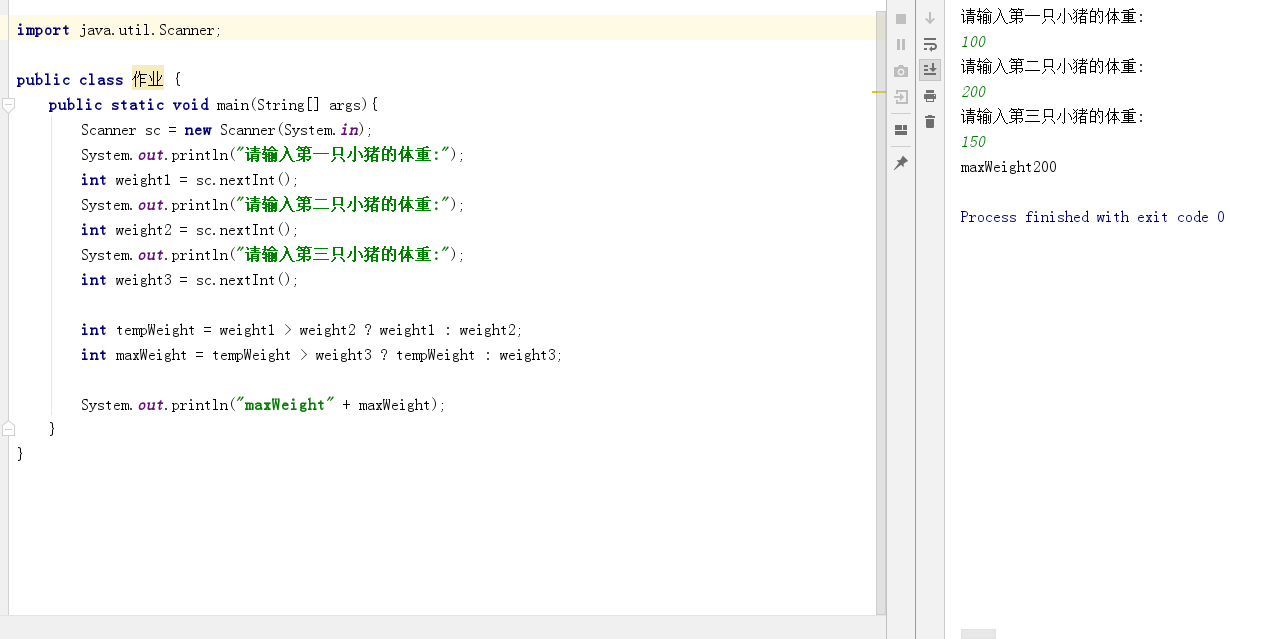 import java.util.Scanner;
public class 作业 {
public static void main(String[] args){
Scanner sc = new Scanner(System.in);
System.out.println("请输入第一只小猪的体重:");
int weight1 = sc.nextInt();
System.out.println("请输入第二只小猪的体重:");
int weight2 = sc.nextInt();
System.out.println("请输入第三只小猪的体重:");
int weight3 = sc.nextInt();
int tempWeight = weight1 > weight2 ? weight1 : weight2;
int maxWeight = tempWeight > weight3 ? tempWeight : weight3;
System.out.println("maxWeight" + maxWeight);
}
}
请输入第一只小猪的体重:
100
请输入第二只小猪的体重:
200
请输入第三只小猪的体重:
150
maxWeight200
Process finished with exit code 0